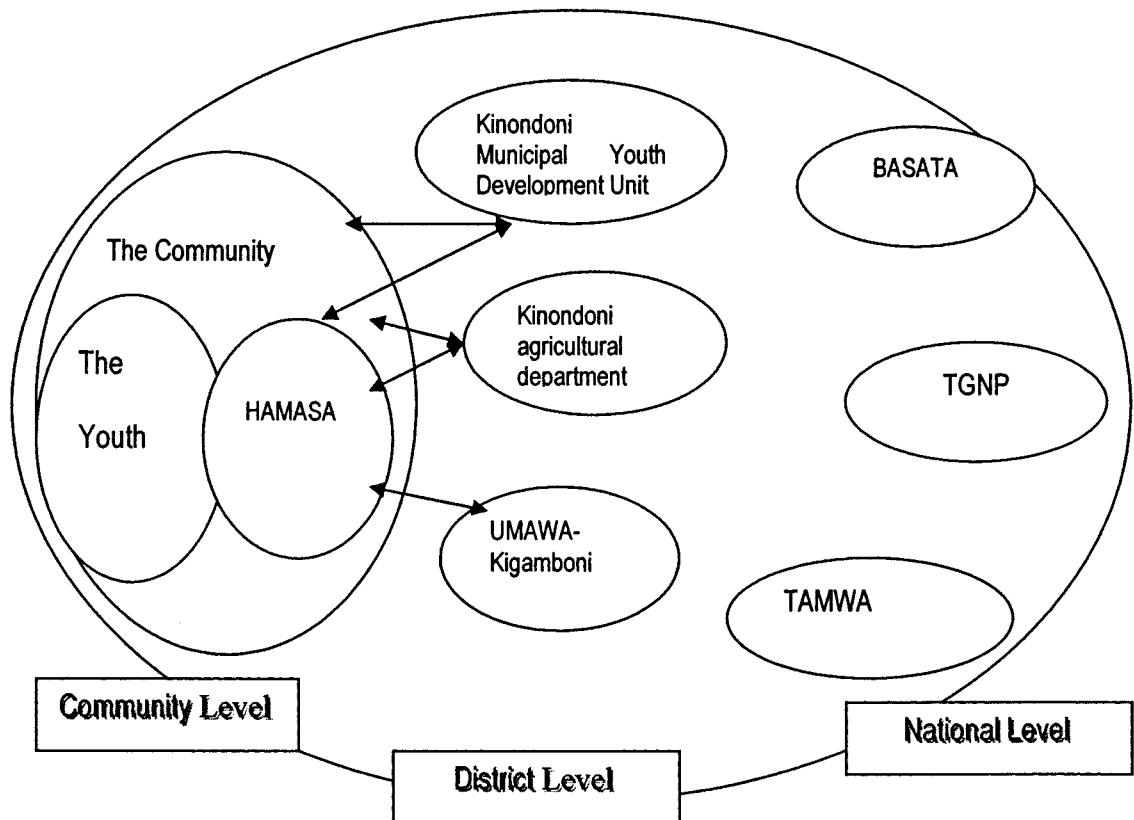 Kinondoni
Municipal Youth
Development Unit
BASATA
The Community
Kinondoni
agricultural
department
The
Youth
HAMASA
TGNP
UMAWA-
Kigamboni
TAMWA
Community Level
District Level
National Level